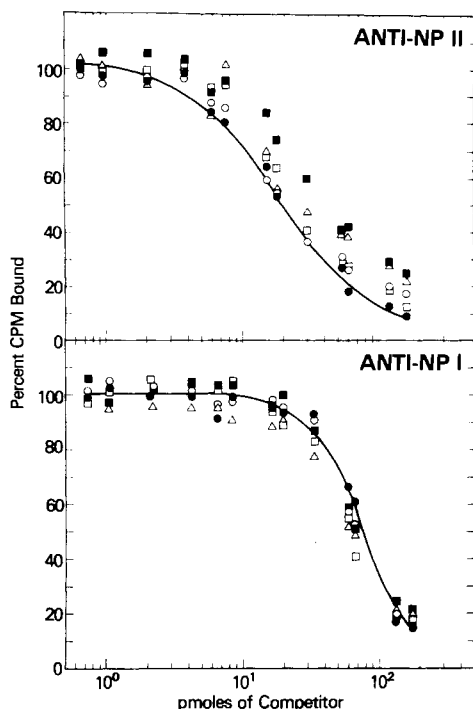 ANTI-NP II
100
80
60
40
20
0
Percent CPM Bound
ANTI-NP I
100
80
60
40
20
0
10⁰ 10¹ 10²
pmoles of Competitor